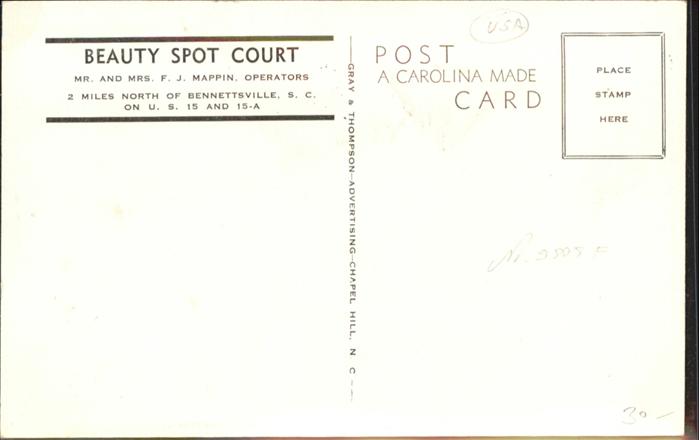 BEAUTY SPOT COURT
MR. AND MRS. F. J. MAPPIN, OPERATORS
2 MILES NORTH OF BENNETTSVILLE, S. C.
ON U. S. 15 AND 15-A
GRAY & THOMPSON—ADVERTISING—CHAPEL HILL, N C—
USA
POST
A CAROLINA MADE
CARD
PLACE
STAMP
HERE
30 —